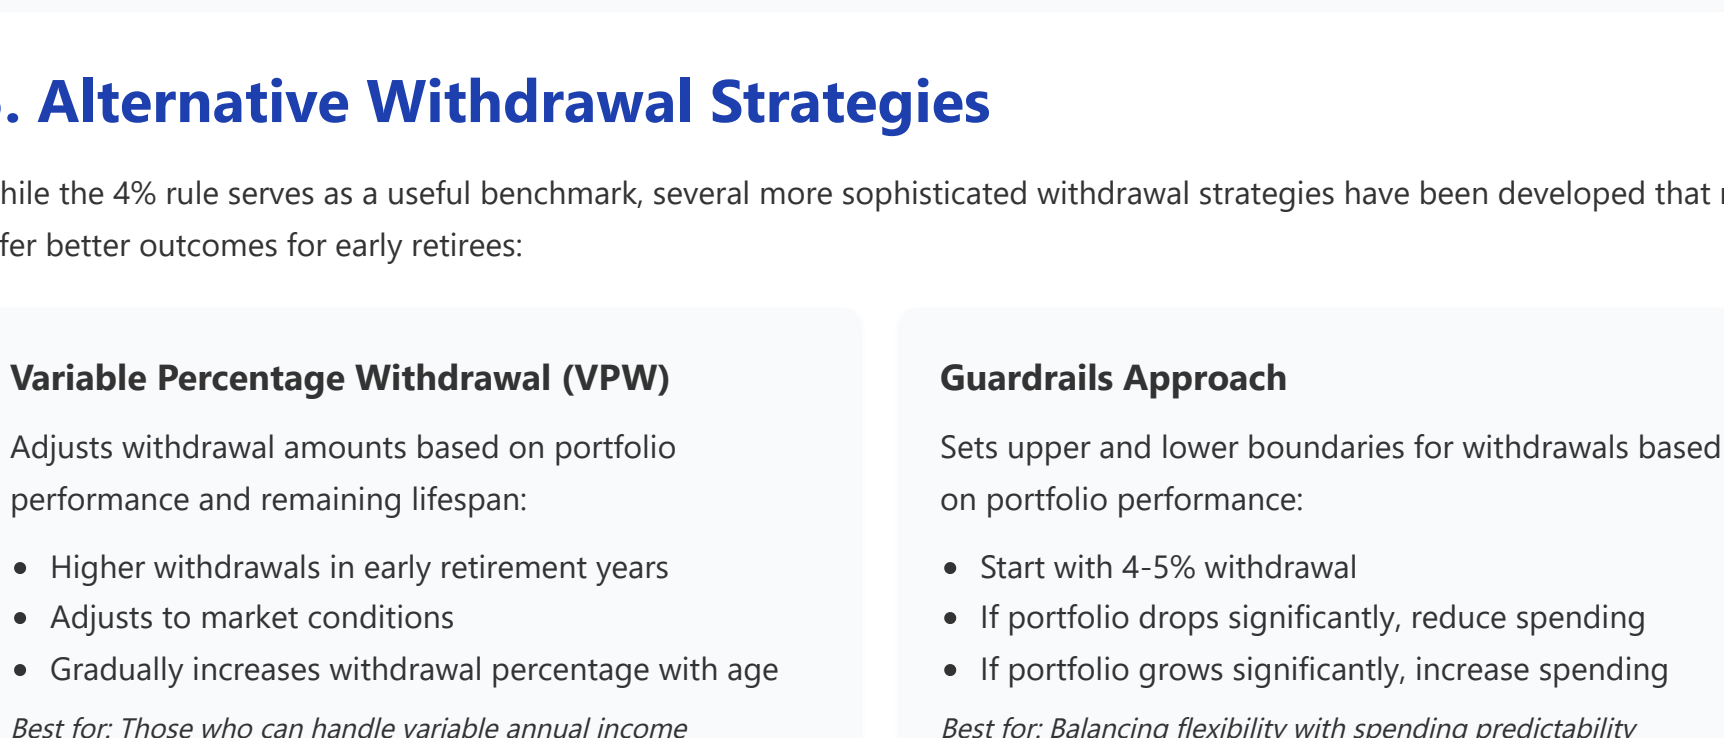 . Alternative Withdrawal Strategies
hile the 4% rule serves as a useful benchmark, several more sophisticated withdrawal strategies have been developed that
fer better outcomes for early retirees:
Variable Percentage Withdrawal (VPW)
Adjusts withdrawal amounts based on portfolio
performance and remaining lifespan:
• Higher withdrawals in early retirement years
• Adjusts to market conditions
• Gradually increases withdrawal percentage with age
Best for: Those who can handle variable annual income
Guardrails Approach
Sets upper and lower boundaries for withdrawals based
on portfolio performance:
• Start with 4-5% withdrawal
• If portfolio drops significantly, reduce spending
• If portfolio grows significantly, increase spending
Best for: Balancing flexibility with spending predictability